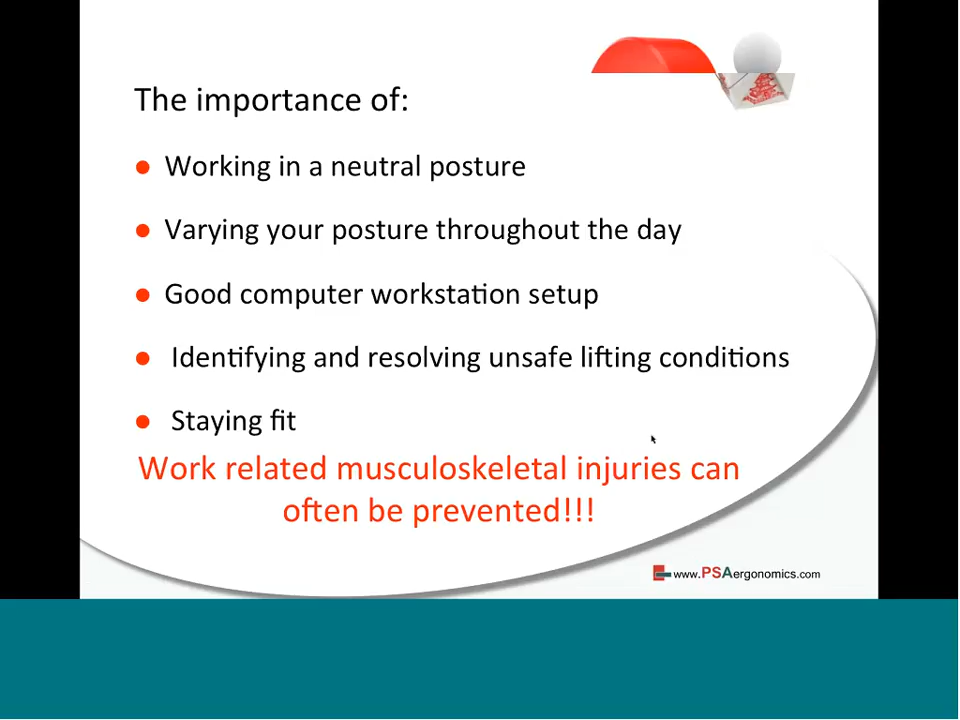 The importance of:
Working in a neutral posture
Varying your posture throughout the day
Good computer workstation setup
Identifying and resolving unsafe lifting conditions
Staying fit
Work related musculoskeletal injuries can
often be prevented!!!
www.PSAergonomics.com